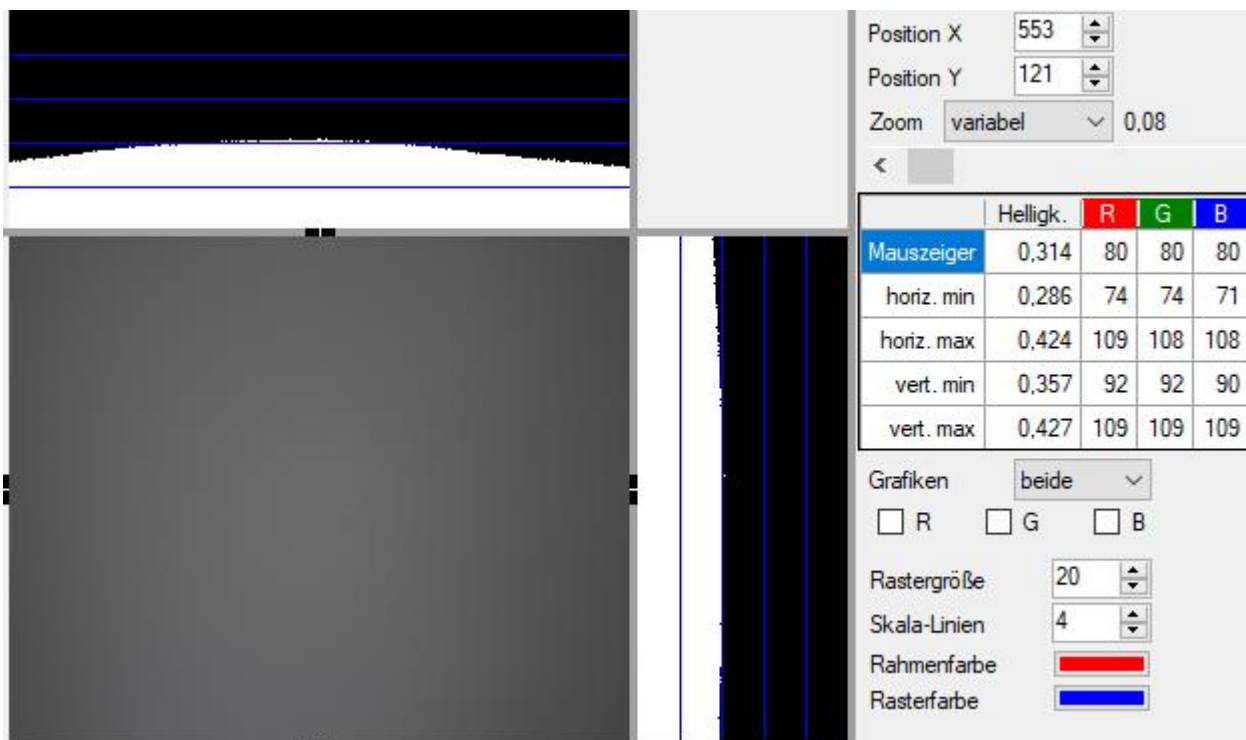 Position X 553
Position Y 121
Zoom variabel 0,08
Helligk. R G B
Mauszeiger 0,314 80 80 80
horiz. min 0,286 74 74 71
horiz. max 0,424 109 108 108
vert. min 0,357 92 92 90
vert. max 0,427 109 109 109
Grafiken beide
R G B
Rastergröße 20
Skala-Linien 4
Rahmenfarbe
Rasterfarbe